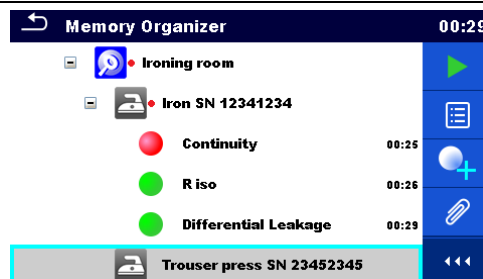 Memory Organizer 00:29
Ironing room
Iron SN 12341234
Continuity 00:25
R iso 00:26
Differential Leakage 00:29
Trouser press SN 23452345